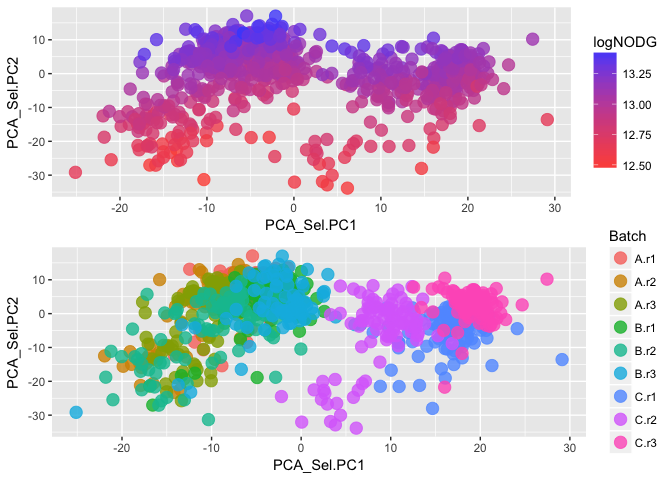 logNODG
13.25
13.00
12.75
12.50
PCA_Sel.PC2
10
0
-10
-20
-30
-20
-10
0
10
20
30
PCA_Sel.PC1
Batch
A.r1
A.r2
A.r3
B.r1
B.r2
B.r3
C.r1
C.r2
C.r3
PCA_Sel.PC2
10
0
-10
-20
-30
-20
-10
0
10
20
30
PCA_Sel.PC1